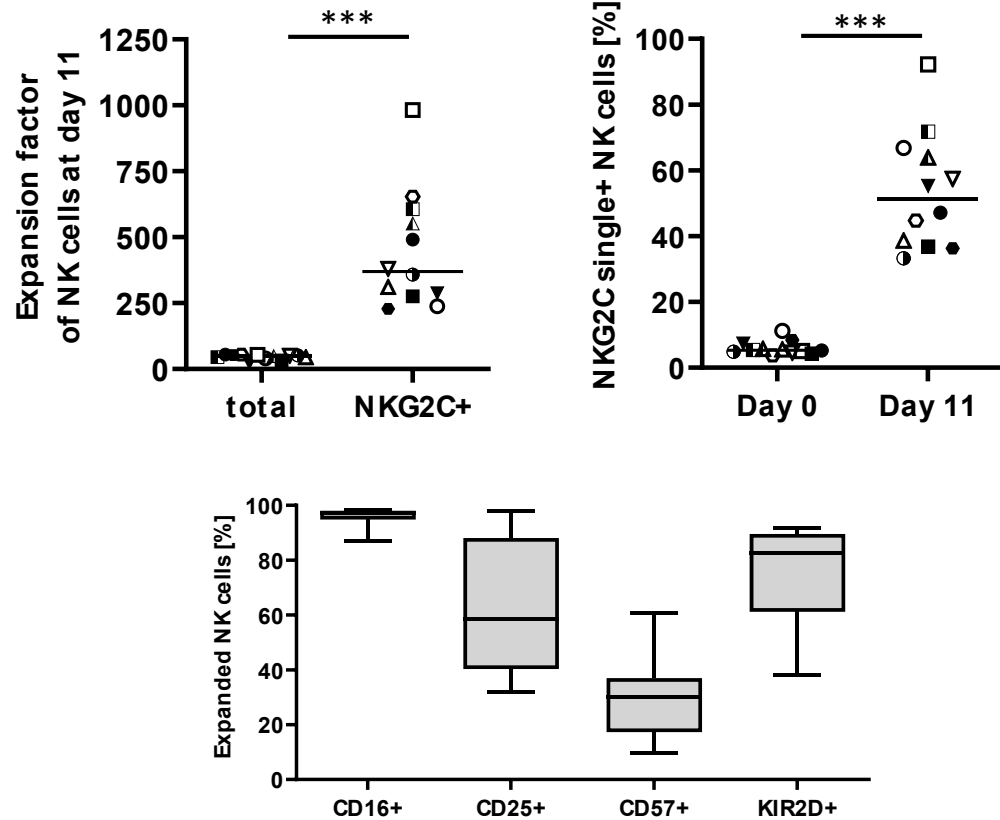 Expansion factor
of NK cells at day 11
***
1250
1000
750
500
250
0
total NKG2C+
NKG2C single+ NK cells [%]
***
100
80
60
40
20
0
Day 0 Day 11
Expanded NK cells [%]
100
80
60
40
20
0
CD16+ CD25+ CD57+ KIR2D+